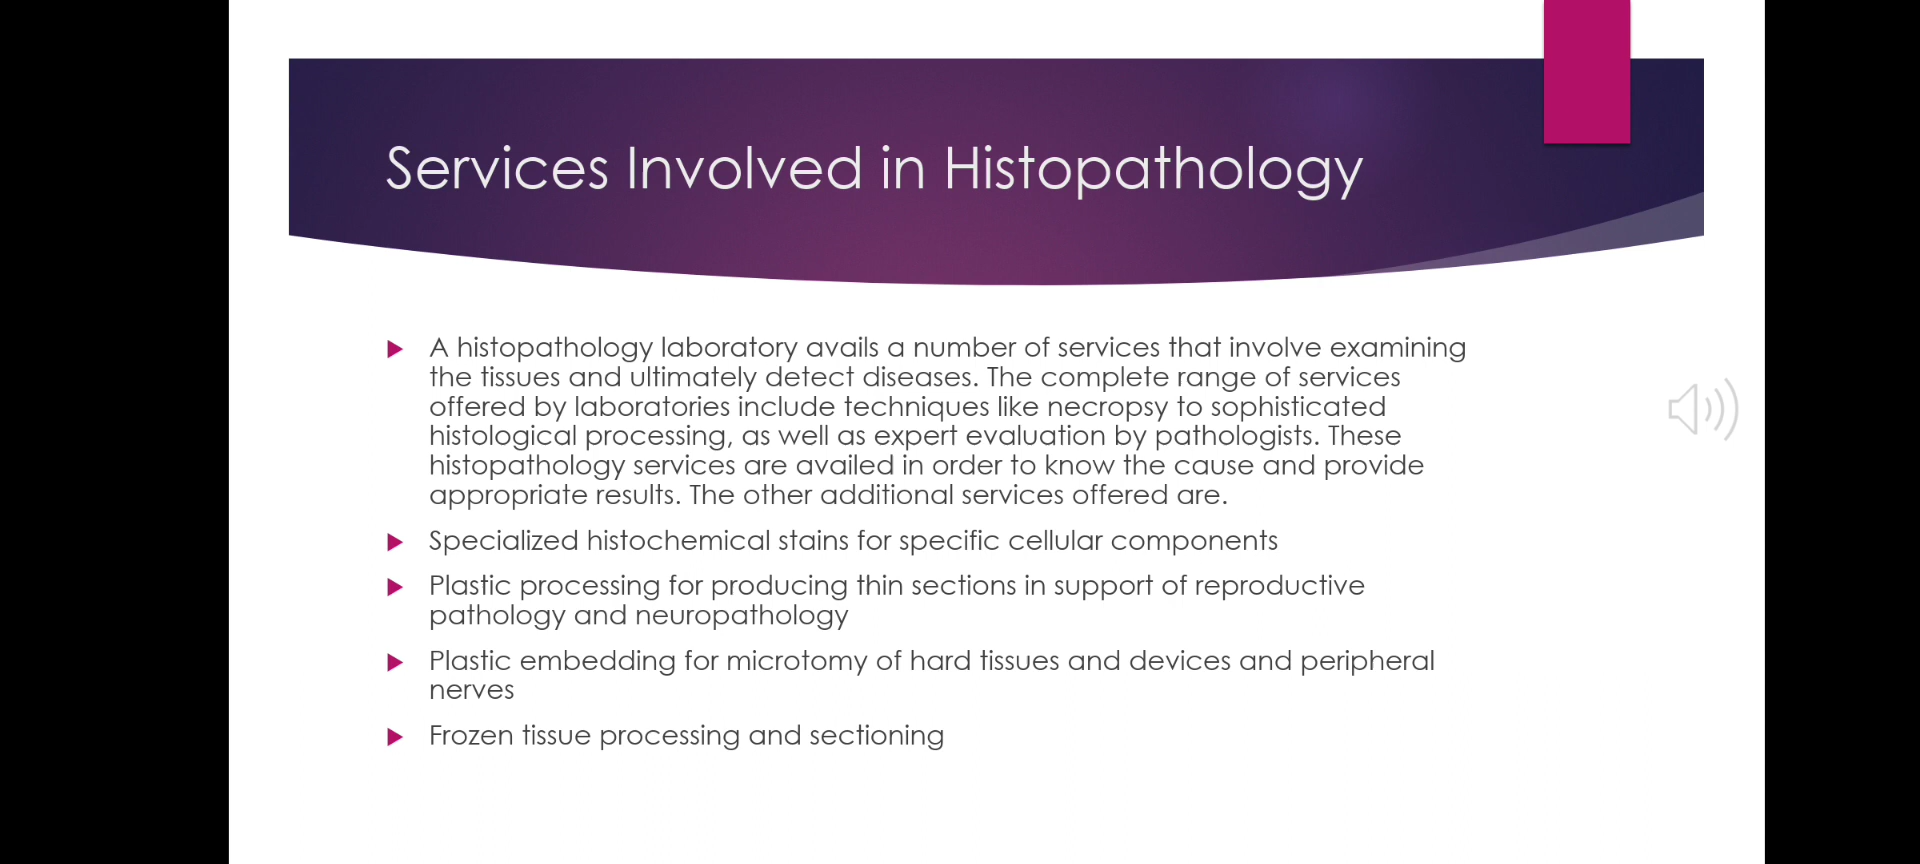 Services Involved in Histopathology
A histopathology laboratory avails a number of services that involve examining
the tissues and ultimately detect diseases. The complete range of services
offered by laboratories include techniques like necropsy to sophisticated
histological processing, as well as expert evaluation by pathologists. These
histopathology services are availed in order to know the cause and provide
appropriate results. The other additional services offered are.
Specialized histochemical stains for specific cellular components
Plastic processing for producing thin sections in support of reproductive
pathology and neuropathology
Plastic embedding for microtomy of hard tissues and devices and peripheral
nerves
Frozen tissue processing and sectioning